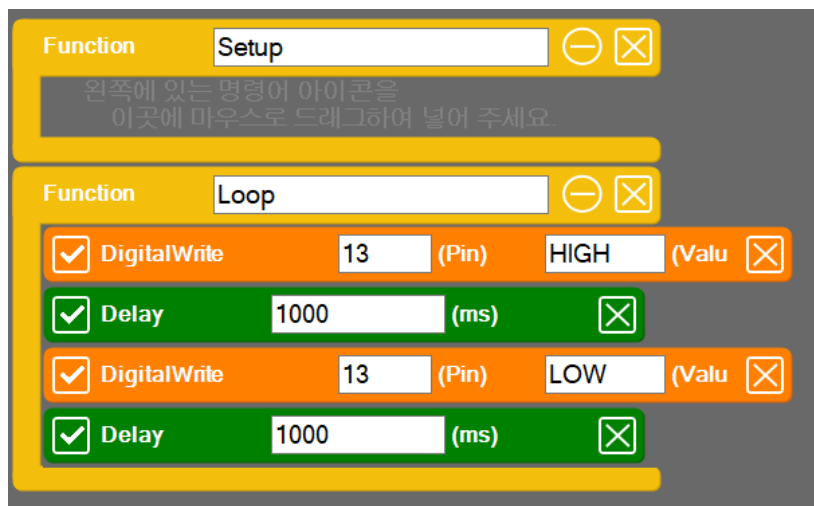 Function Setup
왼쪽에 있는 명령어 아이콘을
이곳에 마우스로 드래그하여 넣어 주세요.
Function Loop
DigitalWrite 13 (Pin) HIGH (Valu
Delay 1000 (ms)
DigitalWrite 13 (Pin) LOW (Valu
Delay 1000 (ms)